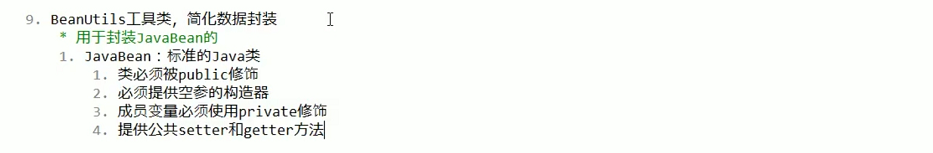 9. BeanUtils工具类，简化数据封装
* 用于封装JavaBean的
1. JavaBean：标准的Java类
1. 类必须被public修饰
2. 必须提供空参的构造器
3. 成员变量必须使用private修饰
4. 提供公共setter和getter方法